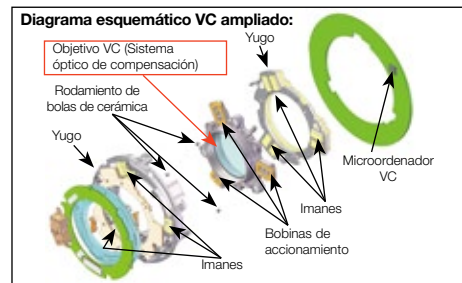 Diagrama esquemático VC ampliado:
Objetivo VC (Sistema
óptico de compensación)
Yugo
Rodamiento de
bolas de cerámica
Yugo
Microordenador
VC
Imanes
Bobinas de
accionamiento
Imanes